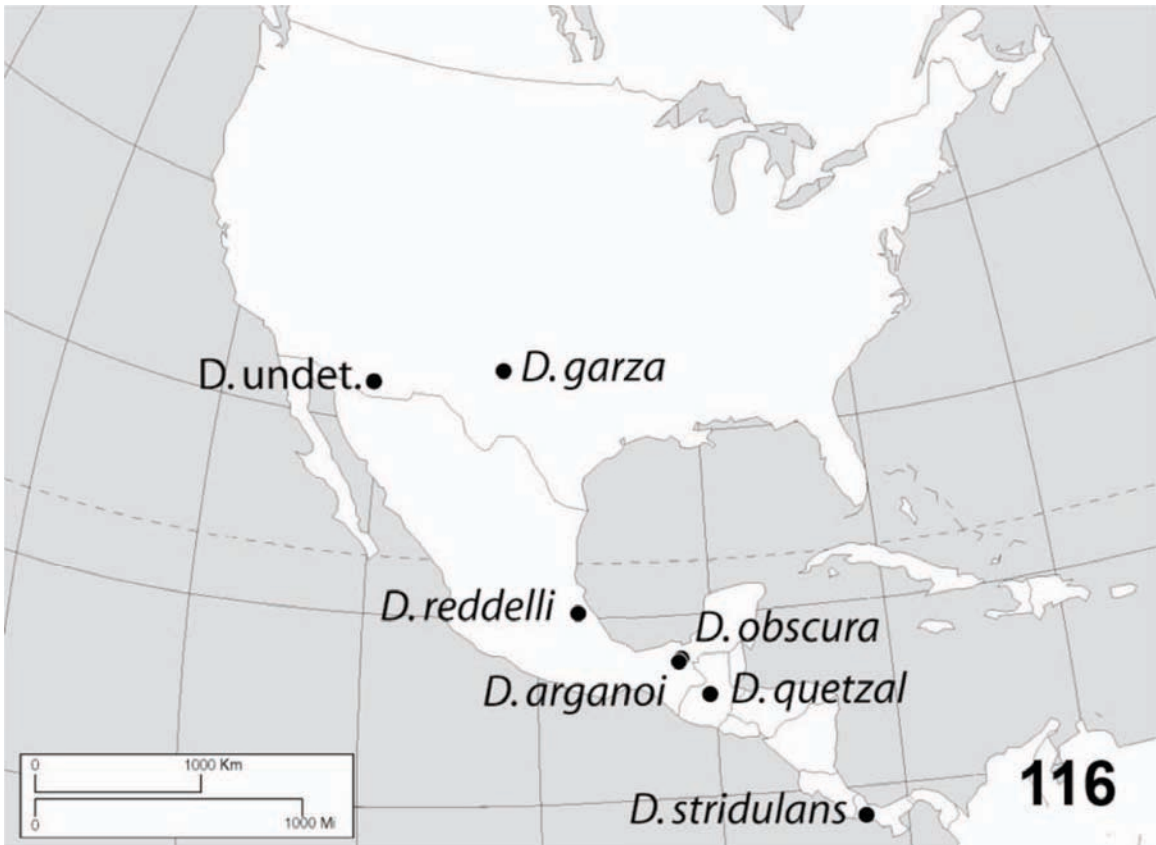 D. undet.
D. garza
D. reddelli
D. obscura
D. arganoi
D. quetzal
D. stridulans
116
0 1000 Km
0 1000 Mi